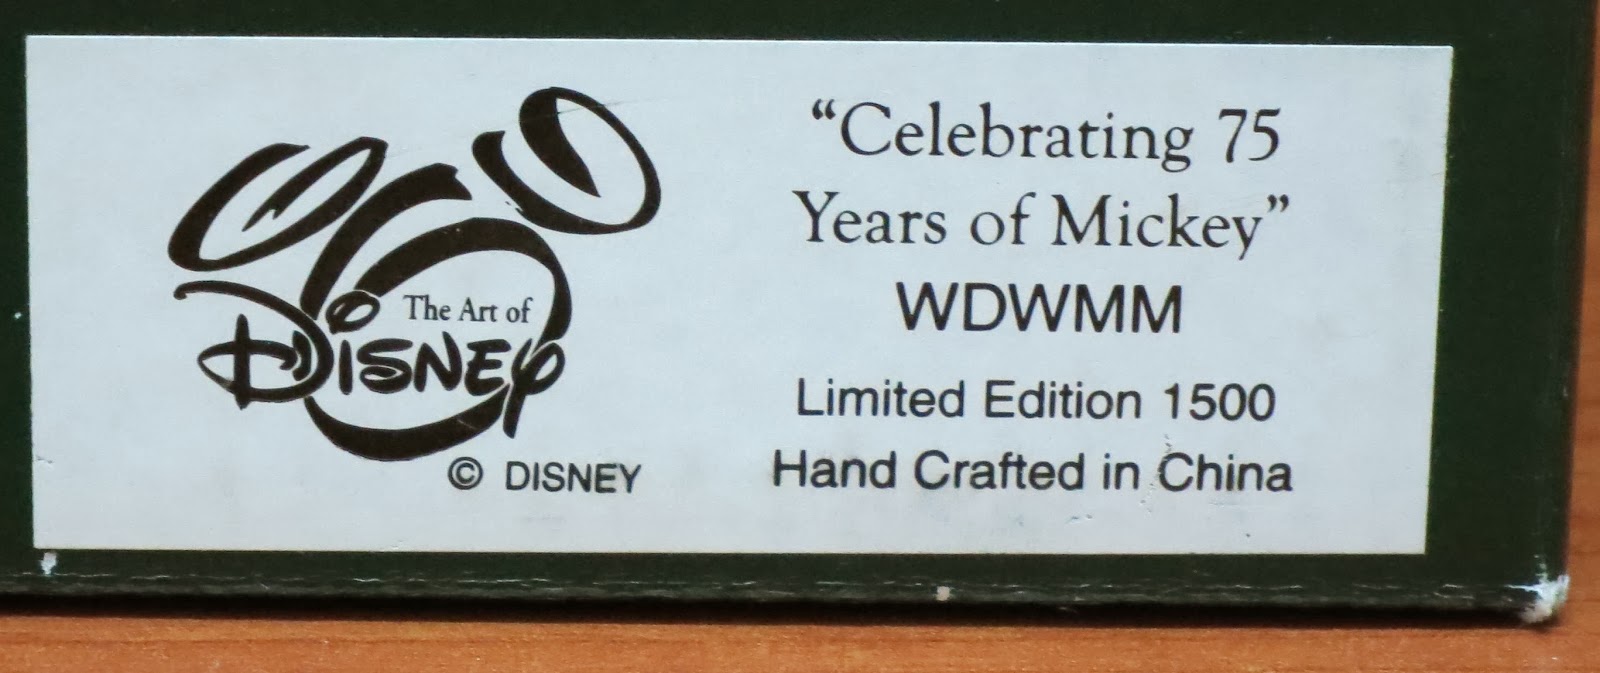 The Art of
DISNEY
© DISNEY
“Celebrating 75
Years of Mickey”
WDWMM
Limited Edition 1500
Hand Crafted in China